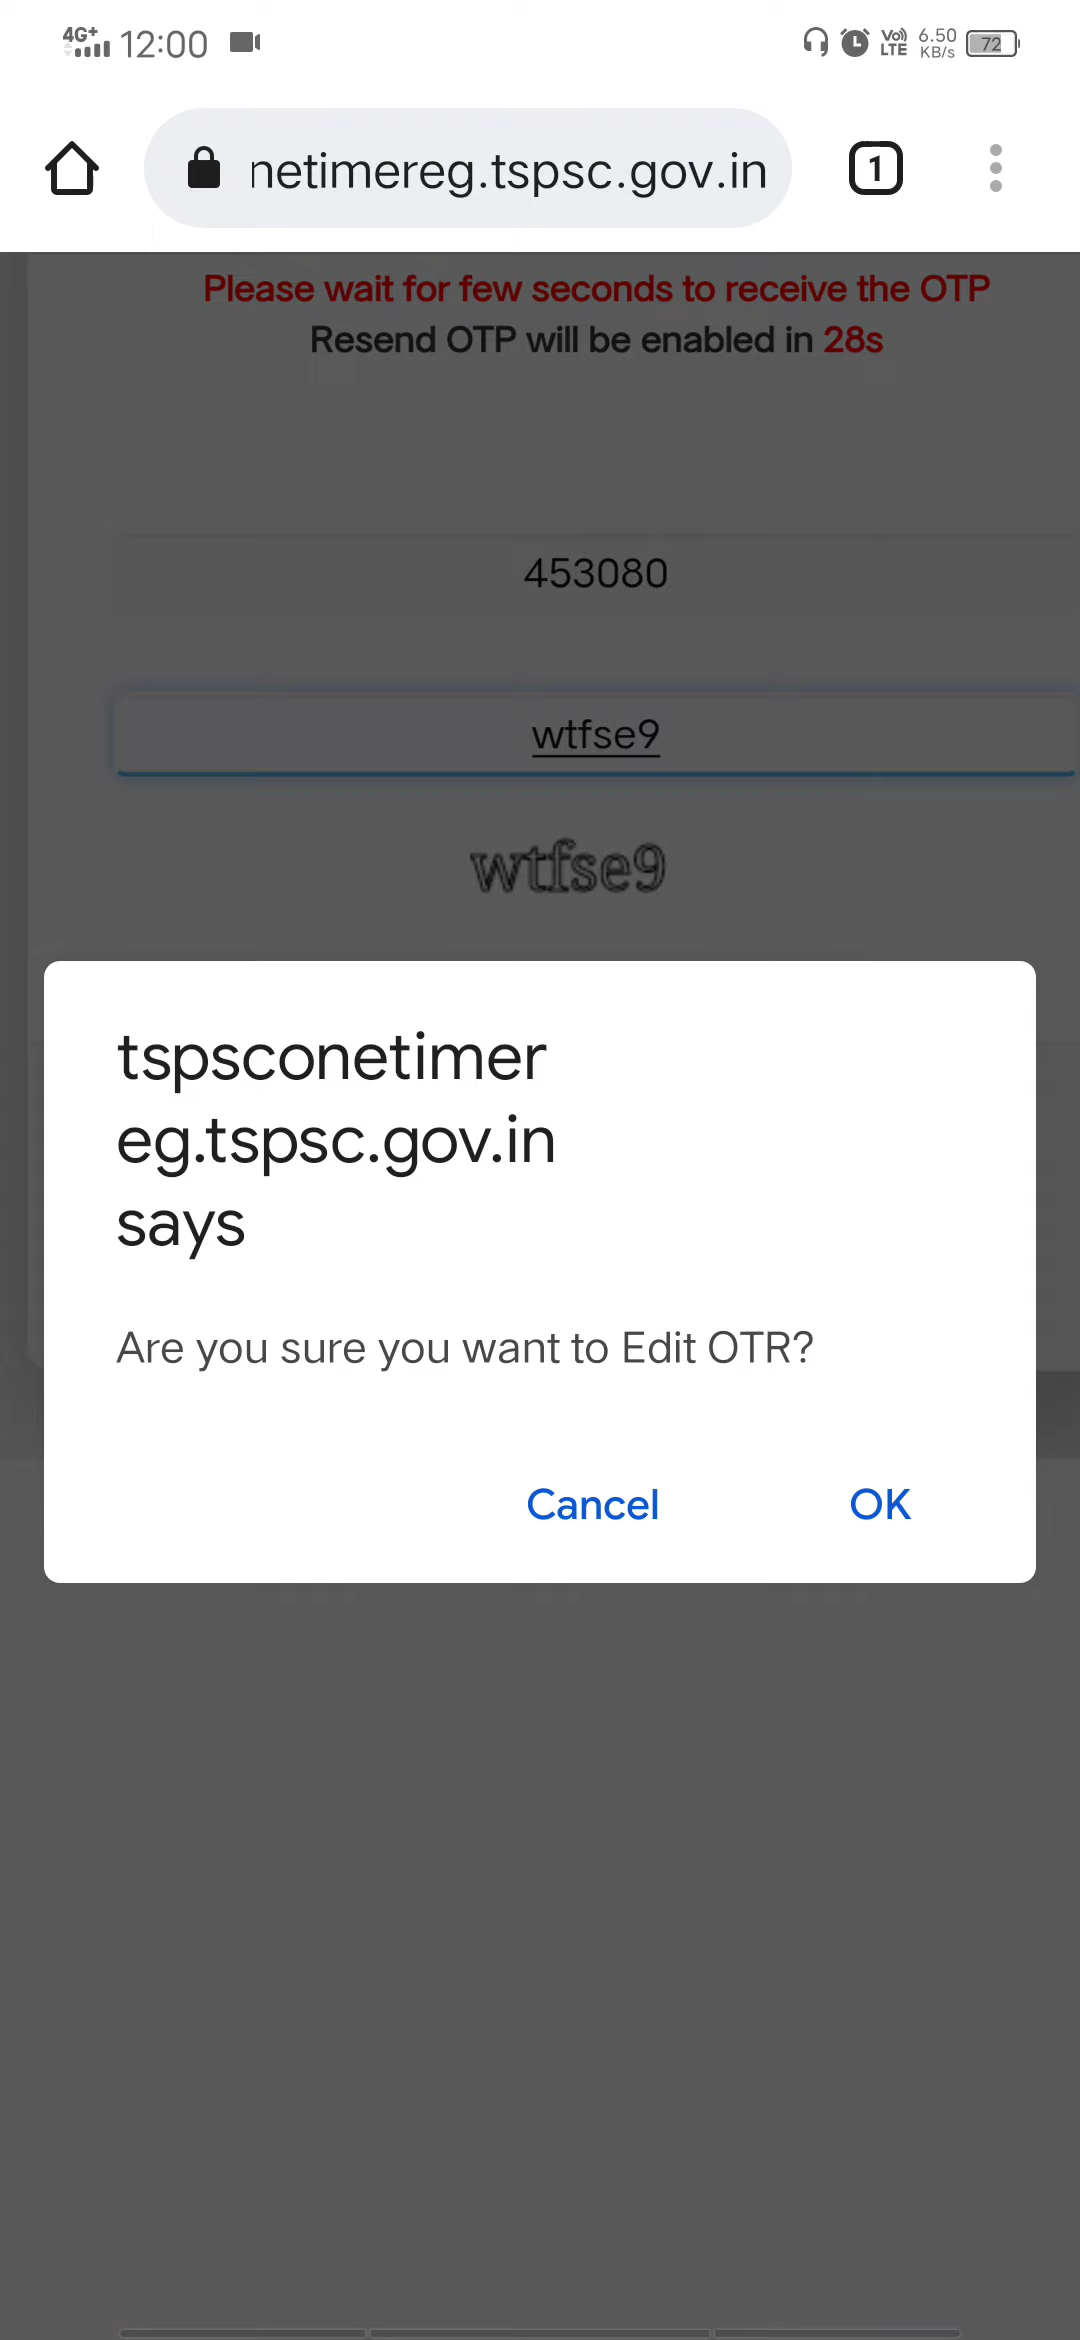 4G+ 12:00 Vo) LTE 6.50 KB/s 72
netimereg.tspsc.gov.in 1
Please wait for few seconds to receive the OTP
Resend OTP will be enabled in 28s
453080
wtfse9
wtfse9
tspsconetimer
eg.tspsc.gov.in
says
Are you sure you want to Edit OTR?
Cancel OK